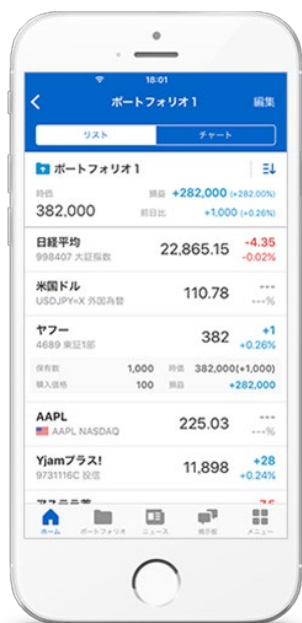 18:01
ポートフォリオ1 編集
リスト チャート
ポートフォリオ1
時価 損益 +282,000 (+282.00%)
382,000 前日比 +1,000 (+0.26%)
日経平均 22,865.15 -4.35
998407 大証指数 -0.02%
米国ドル 110.78 ---
USDJPY=X 外国為替 ---%
ヤフー 382 +1
4689 東証1部 +0.26%
保有数 1,000 時価 382,000(+1,000)
購入価格 100 損益 +282,000
AAPL 225.03 ---
AAPL NASDAQ ---%
Yjamプラス! 11,898 +28
9731116C 投信 +0.24%
ホーム ポートフォリオ ニュース 掲示板 メニュー